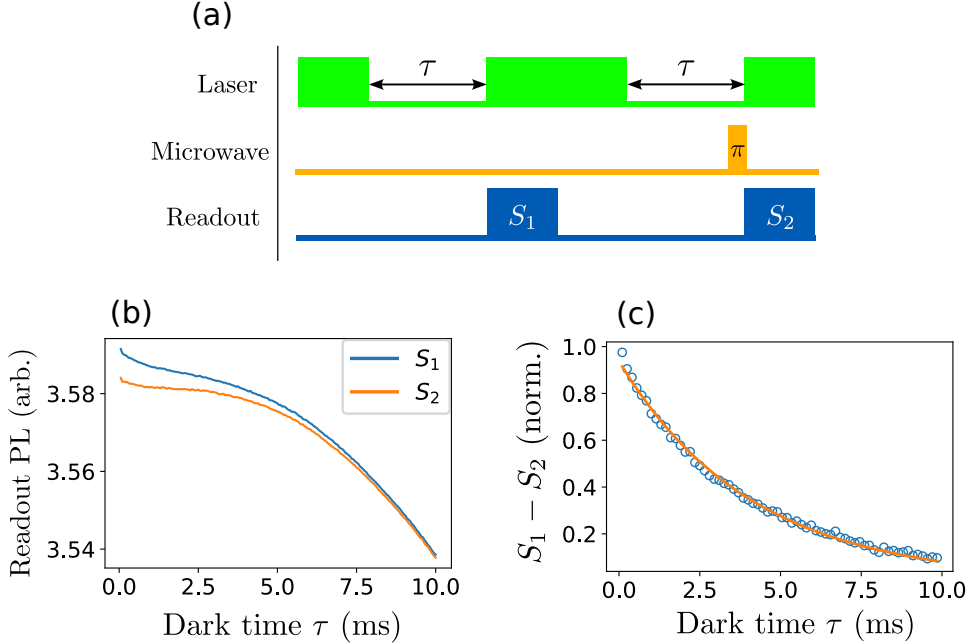 (a)
Laser
τ
τ
Microwave
π
Readout
S₁
S₂
(b)
Readout PL (arb.)
3.58
3.56
3.54
S₁
S₂
0.0 2.5 5.0 7.5 10.0
Dark time τ (ms)
(c)
S₁ − S₂ (norm.)
1.0
0.8
0.6
0.4
0.2
0.0 2.5 5.0 7.5 10.0
Dark time τ (ms)